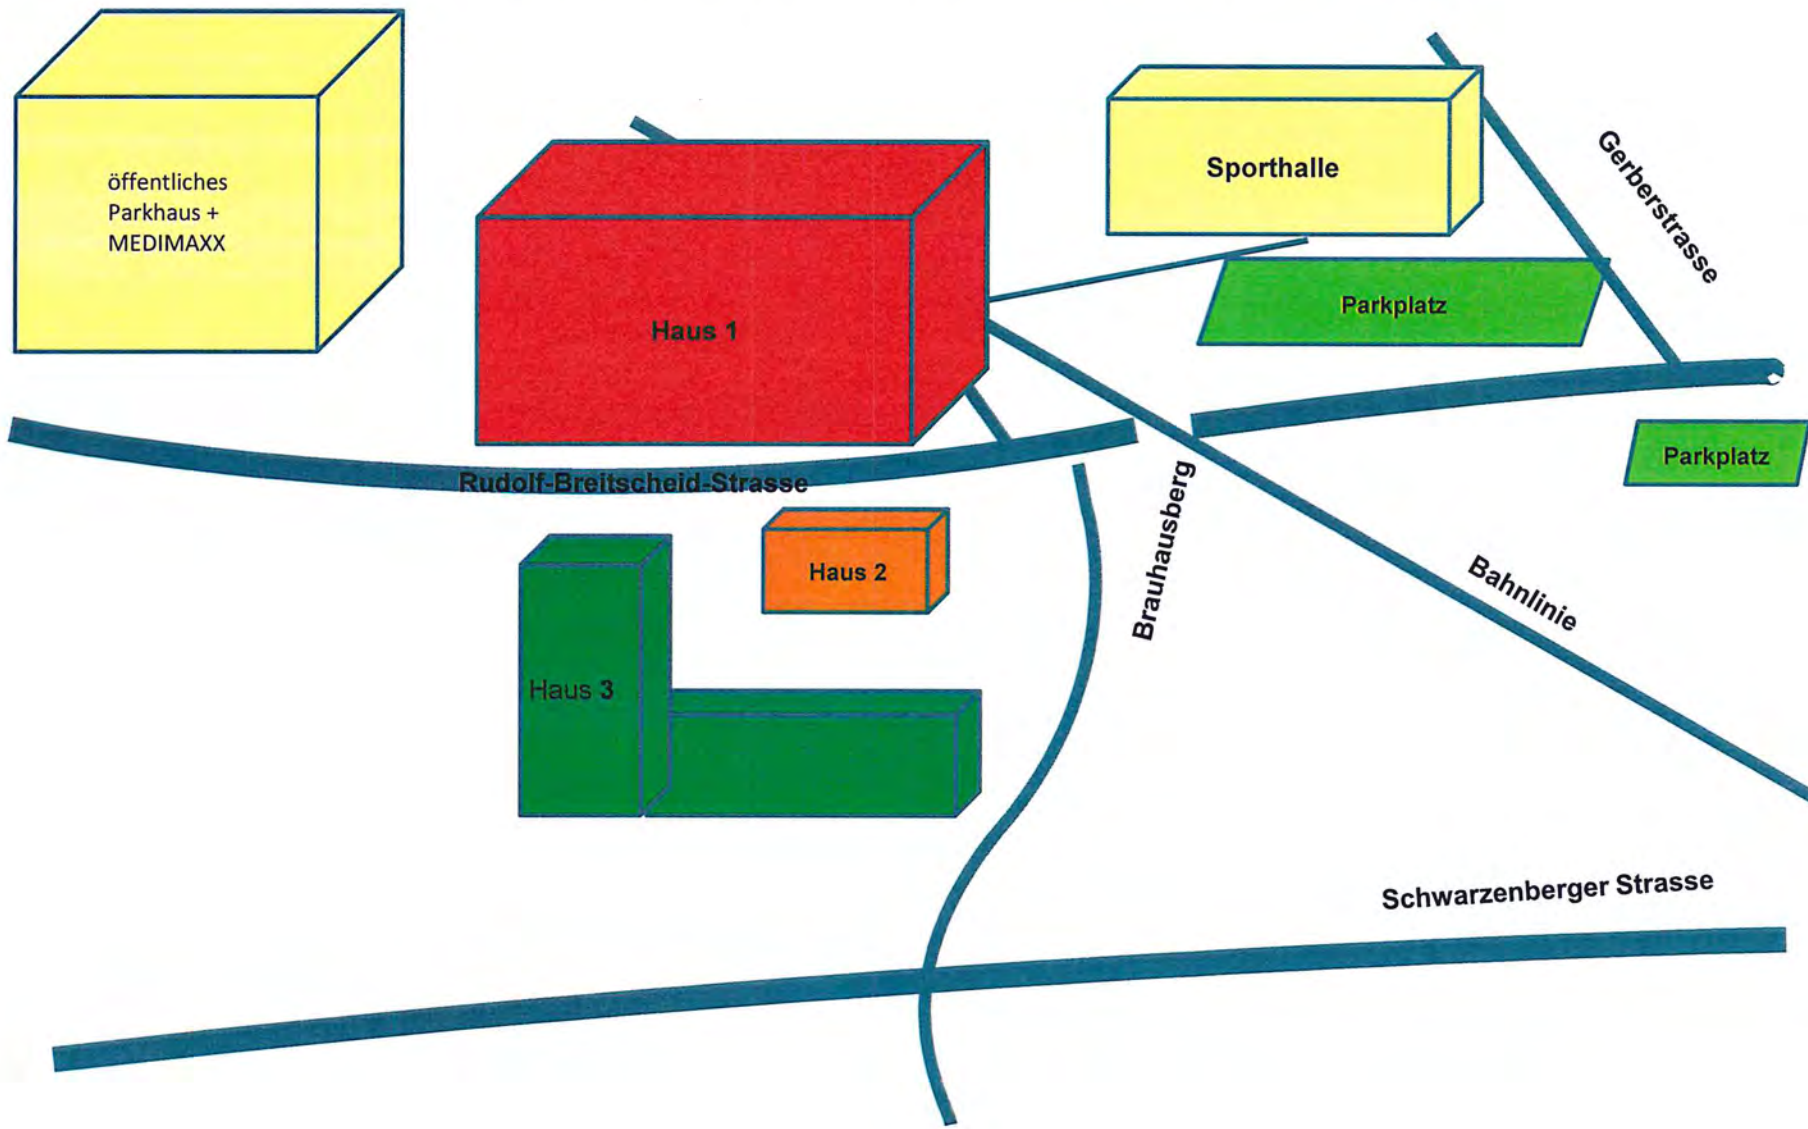 öffentliches
Parkhaus +
MEDIMAXX
Sporthalle
Gerberstrasse
Haus 1
Parkplatz
Parkplatz
Rudolf-Breitscheid-Strasse
Brauhausberg
Haus 2
Bahnlinie
Haus 3
Schwarzenberger Strasse